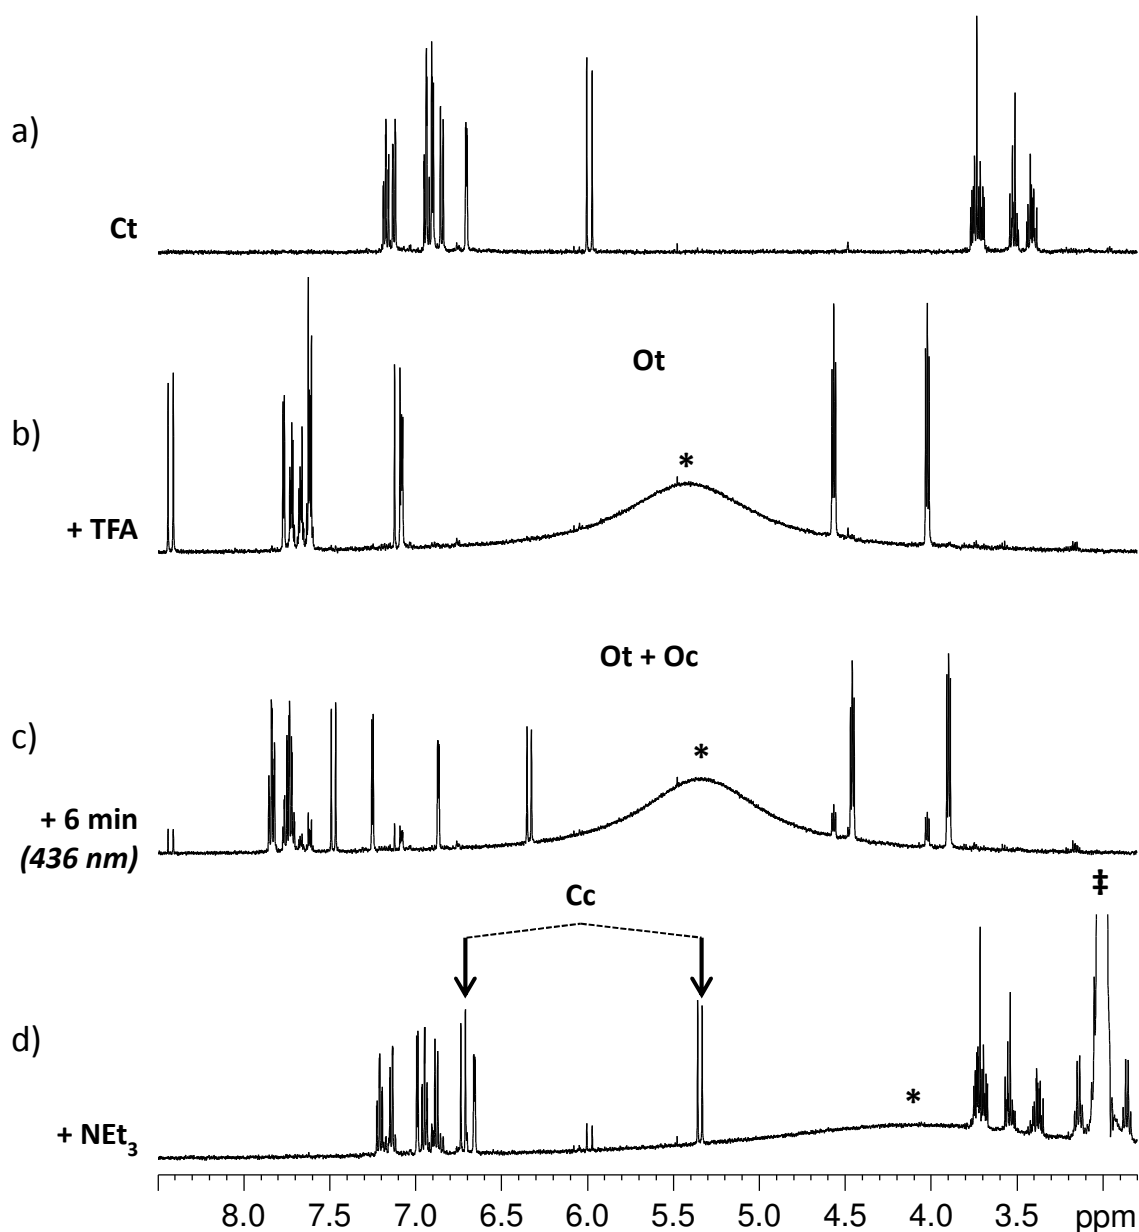 a)
Ct
Ot
b)
*
+ TFA
Ot + Oc
c)
*
+ 6 min
(436 nm)
‡
Cc
d)
*
+ NEt3
8.0 7.5 7.0 6.5 6.0 5.5 5.0 4.5 4.0 3.5 ppm